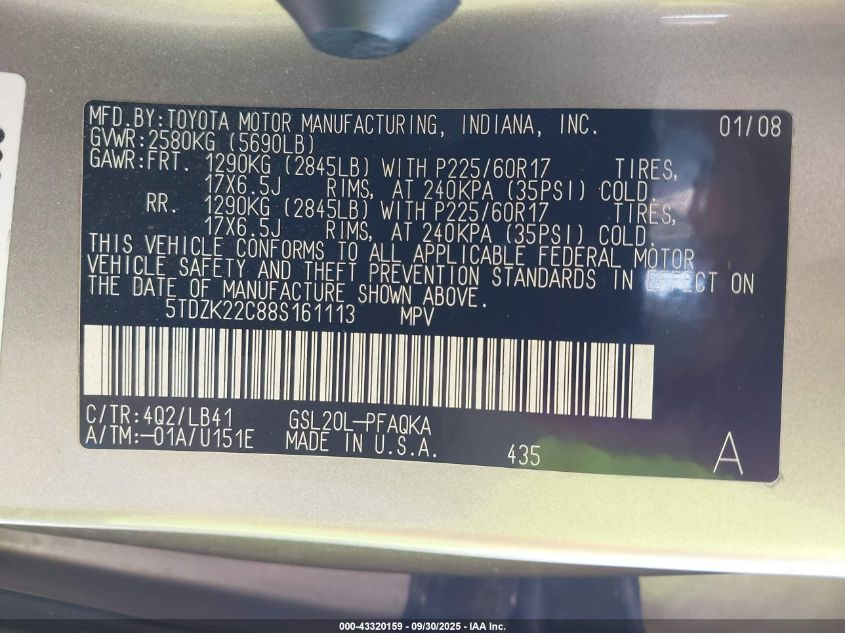 MFD.BY:TOYOTA MOTOR MANUFACTURING, INDIANA, INC. 01/08
GVWR:2580KG (5690LB)
GAWR:FRT. 1290KG (2845LB) WITH P225/60R17 TIRES,
17X6.5J RIMS, AT 240KPA (35PSI) COLD.
RR. 1290KG (2845LB) WITH P225/60R17 TIRES,
17X6.5J RIMS, AT 240KPA (35PSI) COLD.
THIS VEHICLE CONFORMS TO ALL APPLICABLE FEDERAL MOTOR
VEHICLE SAFETY AND THEFT PREVENTION STANDARDS IN EFFECT ON
THE DATE OF MANUFACTURE SHOWN ABOVE.
5TDZK22C88S161113 MPV
C/TR:4Q2/LB41 GSL20L-PFAQKA
A/TM:-01A/U151E MADE IN U.S.A. 435 A
000-43320159 - 09/30/2025 - IAA Inc.